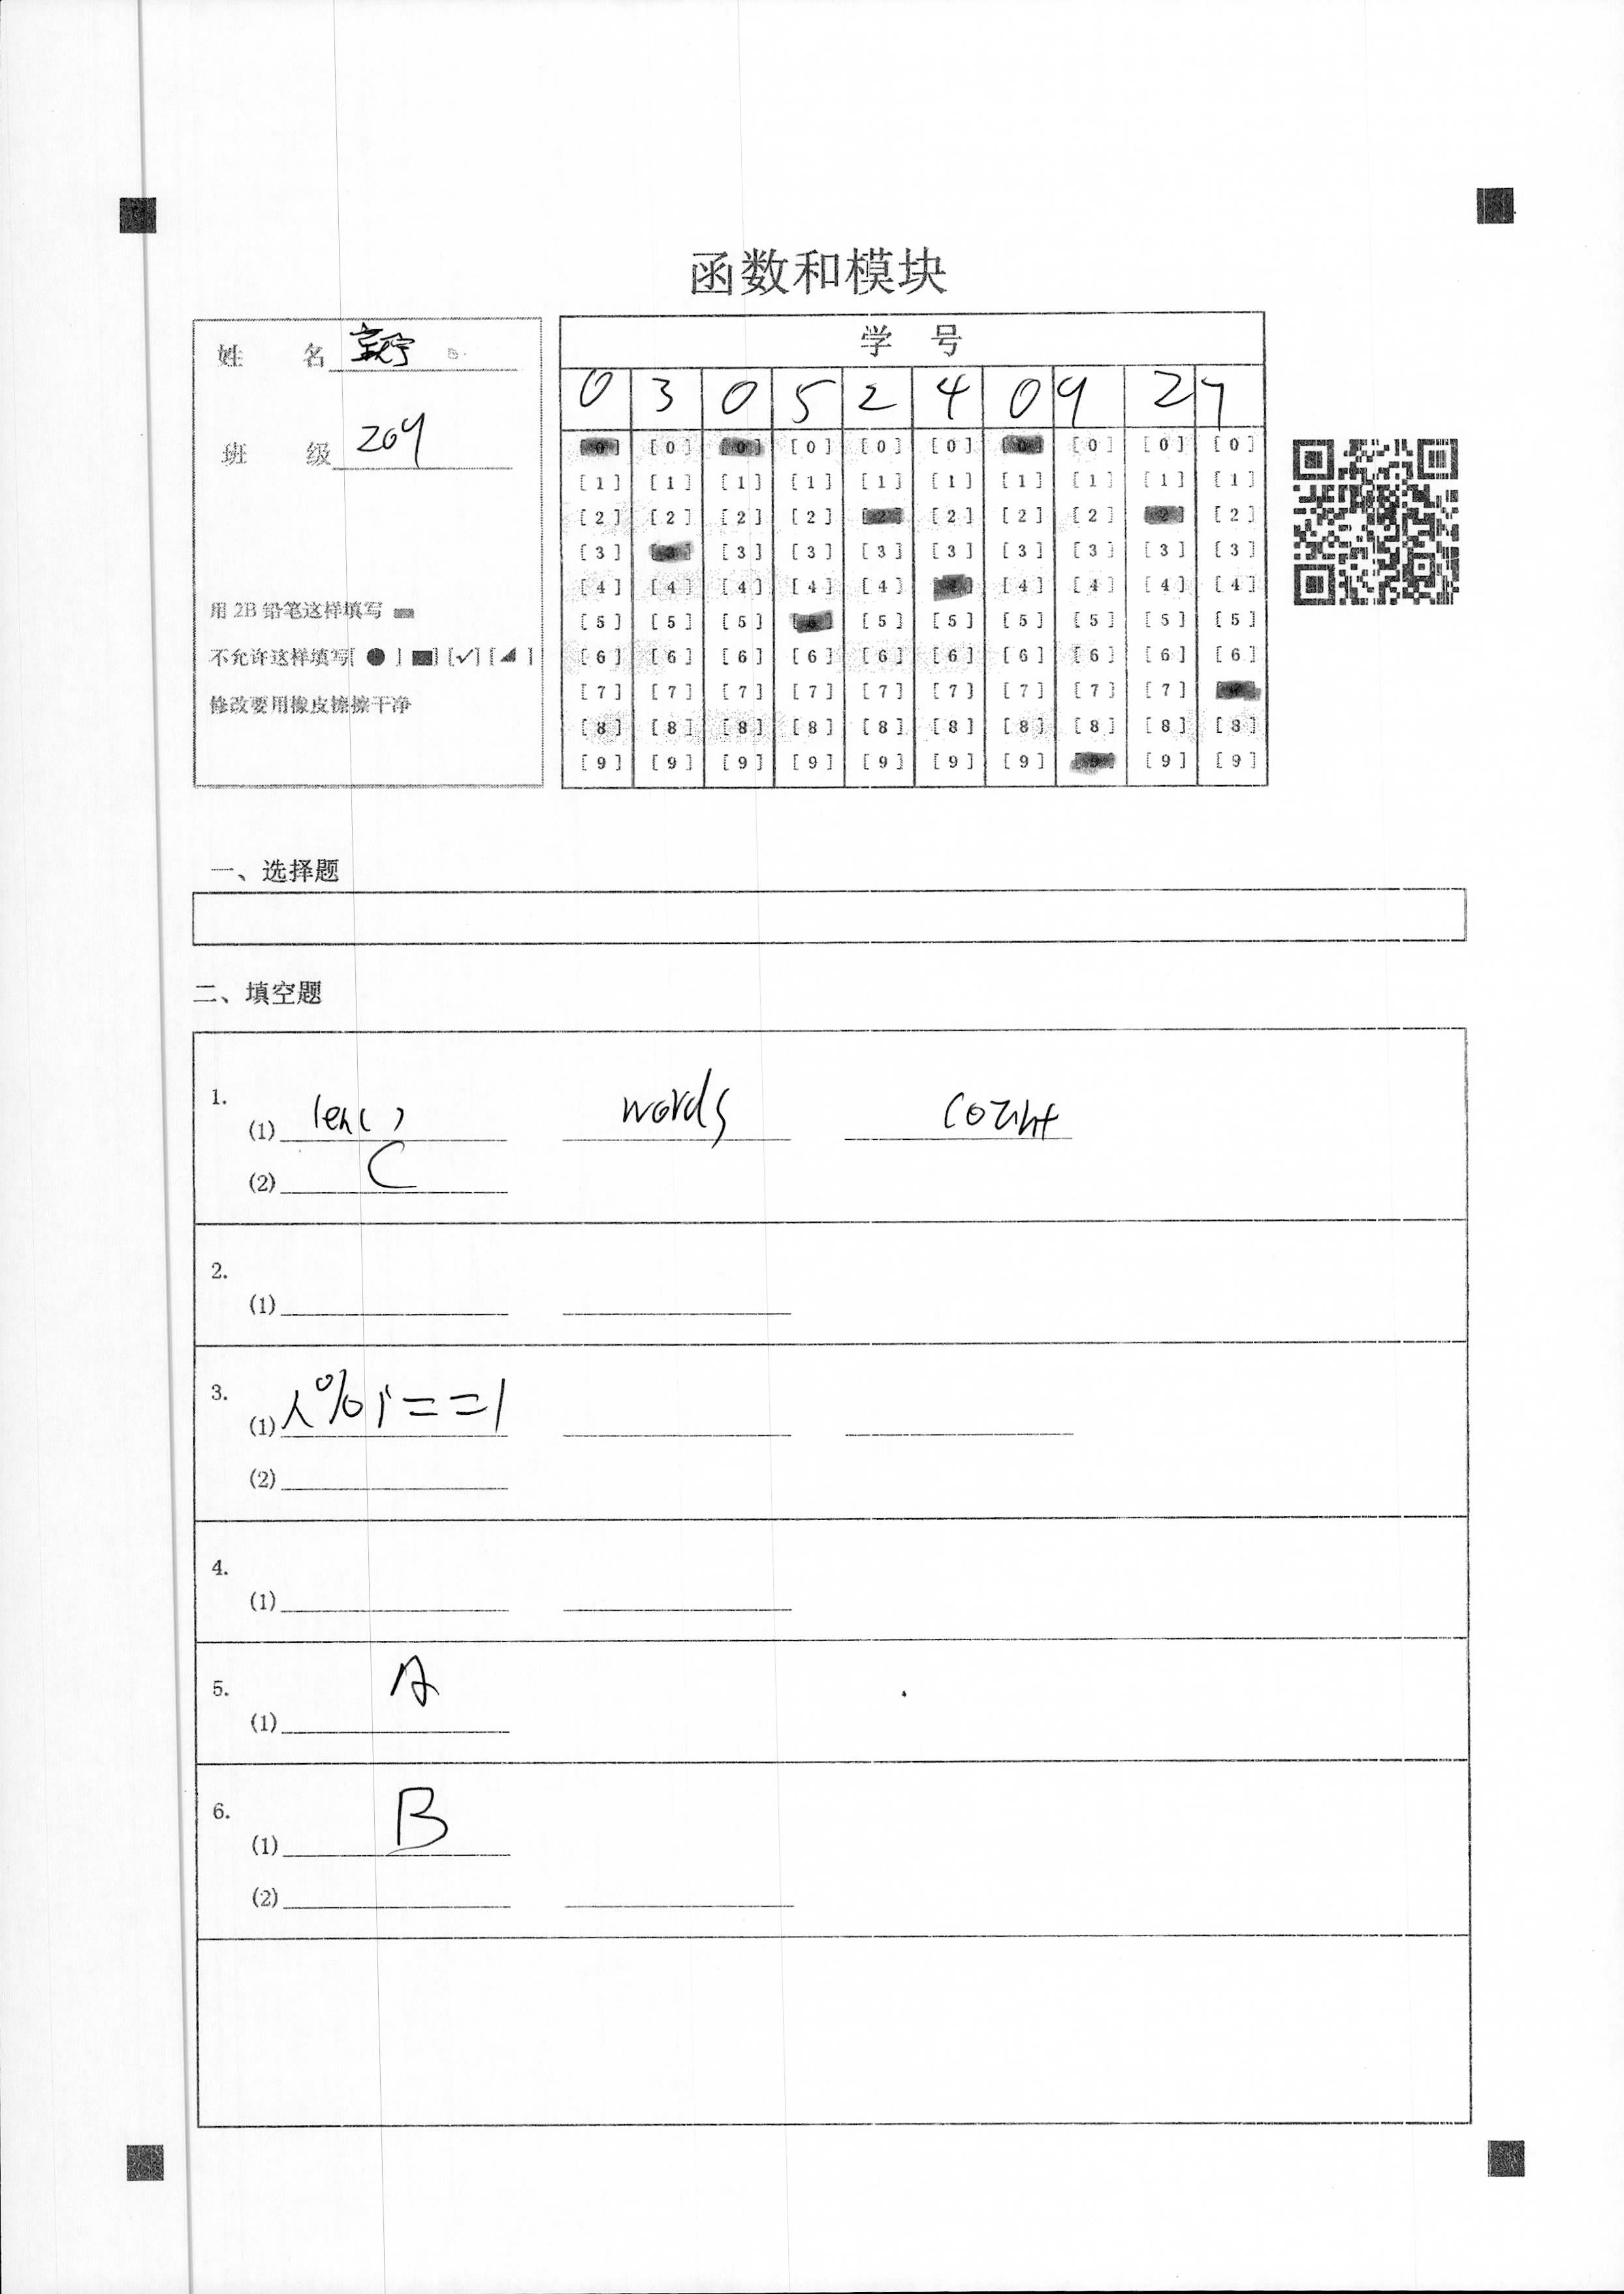 函数和模块
姓 名
班 级 209
用 2B 铅笔这样填写
不允许这样填写[ ● ] [■] [✓] [◢ ]
修改要用橡皮擦擦干净
学 号
0 3 0 5 2 4 0 9 2 7
[0] [0] [0] [0] [0] [0] [0] [0] [0] [0]
[1] [1] [1] [1] [1] [1] [1] [1] [1] [1]
[2] [2] [2] [2] [2] [2] [2] [2] [2] [2]
[3] [3] [3] [3] [3] [3] [3] [3] [3] [3]
[4] [4] [4] [4] [4] [4] [4] [4] [4] [4]
[5] [5] [5] [5] [5] [5] [5] [5] [5] [5]
[6] [6] [6] [6] [6] [6] [6] [6] [6] [6]
[7] [7] [7] [7] [7] [7] [7] [7] [7] [7]
[8] [8] [8] [8] [8] [8] [8] [8] [8] [8]
[9] [9] [9] [9] [9] [9] [9] [9] [9] [9]
一、选择题
二、填空题
1.
(1) len() words count
(2) C
2.
(1)
3.
(1) x%i==1
(2)
4.
(1)
5.
(1) A
6.
(1) B
(2)